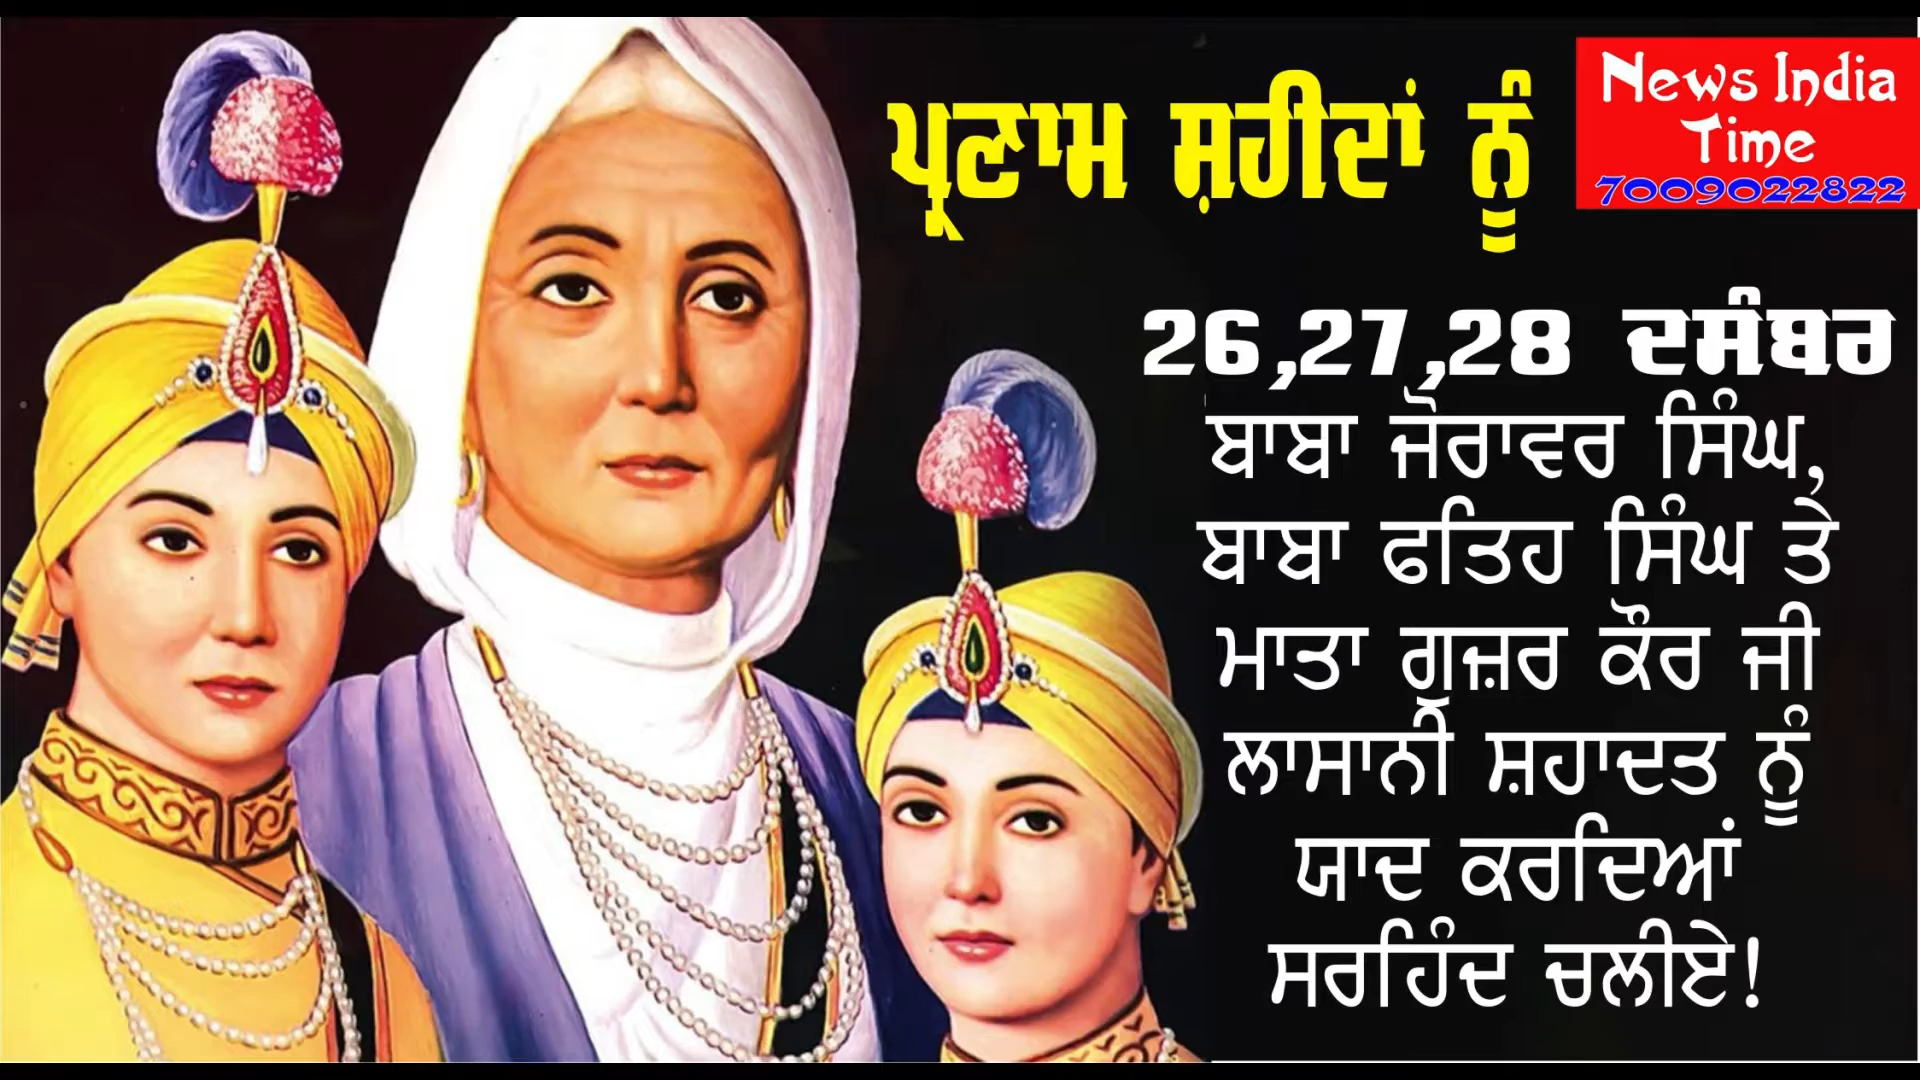 ਪ੍ਰਣਾਮ ਸ਼ਹੀਦਾਂ ਨੂੰ
News India
Time
7009022822
26,27,28 ਦਸੰਬਰ
ਬਾਬਾ ਜੋਰਾਵਰ ਸਿੰਘ,
ਬਾਬਾ ਫਤਿਹ ਸਿੰਘ ਤੇ
ਮਾਤਾ ਗੁਜ਼ਰ ਕੌਰ ਜੀ
ਲਾਸਾਨੀ ਸ਼ਹਾਦਤ ਨੂੰ
ਯਾਦ ਕਰਦਿਆਂ
ਸਰਹਿੰਦ ਚਲੀਏ!